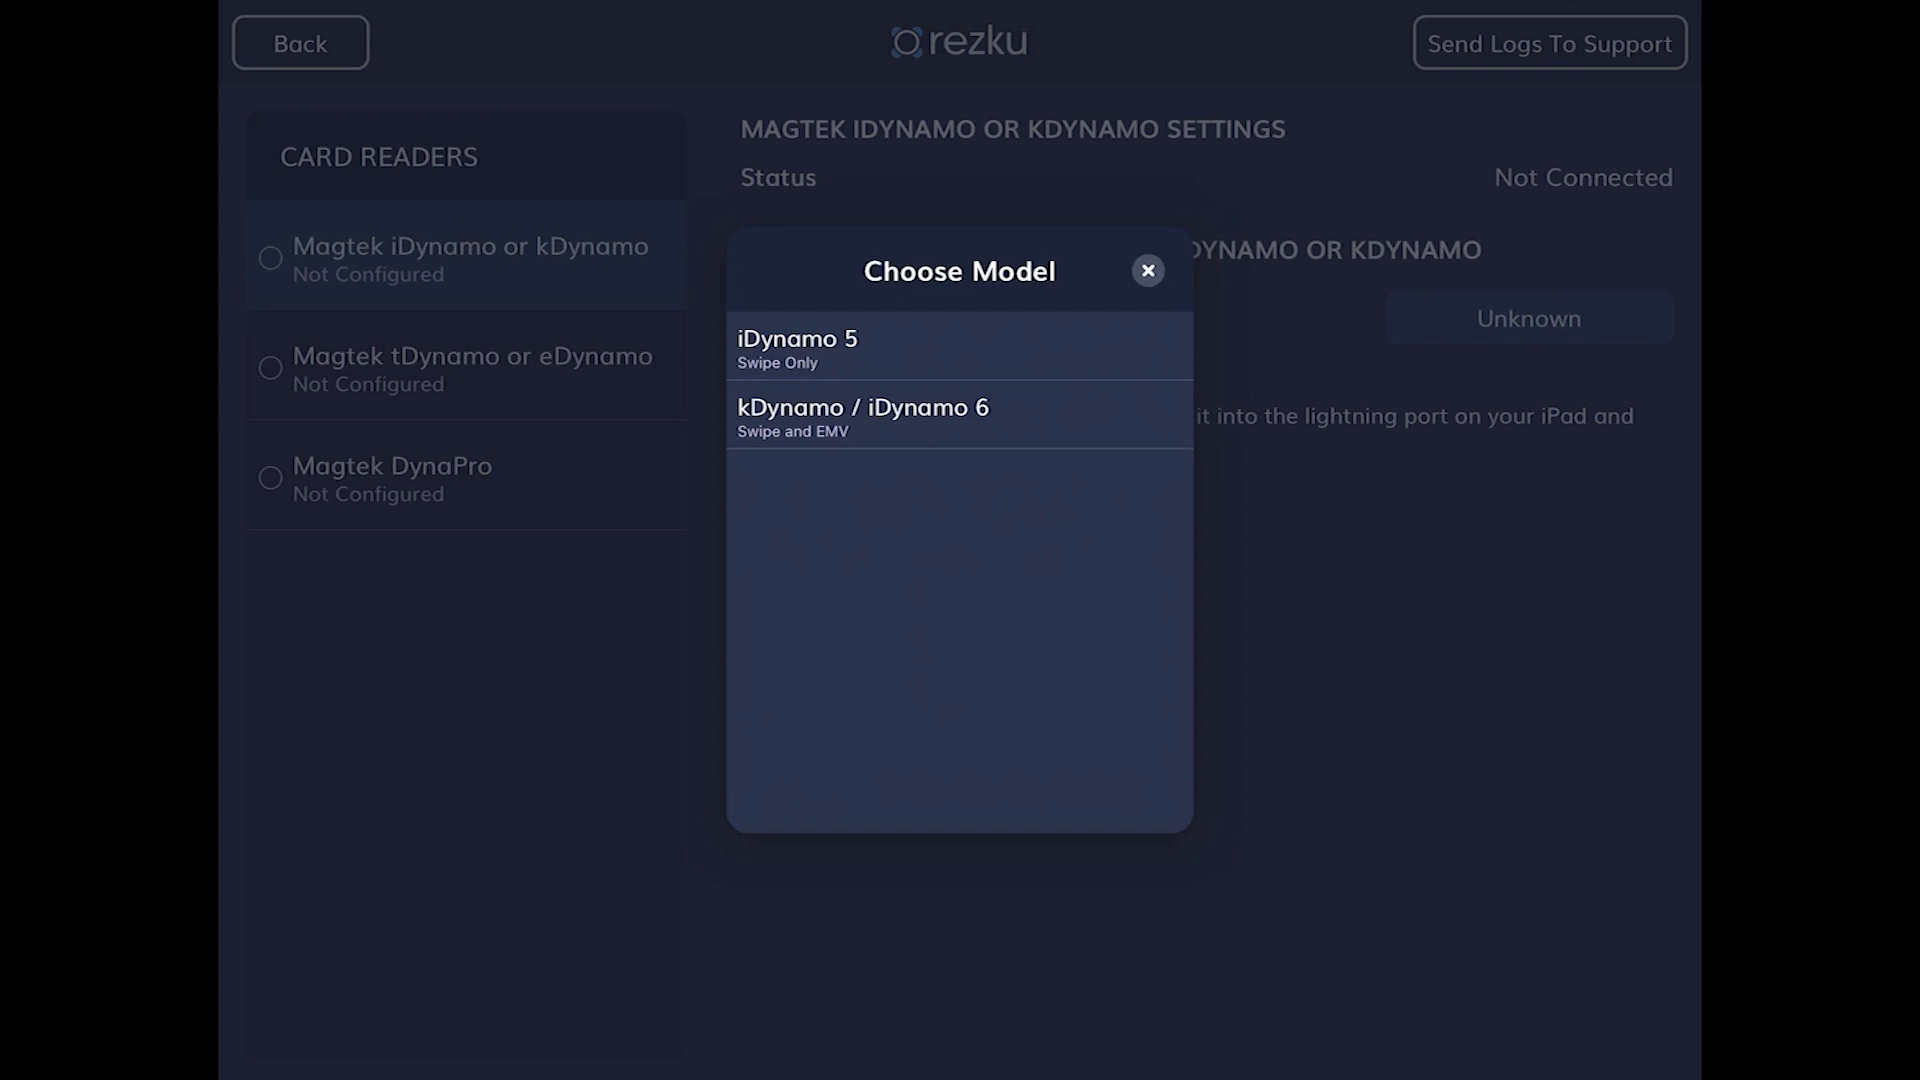 Back
rezku
Send Logs To Support
CARD READERS
Magtek iDynamo or kDynamo
Not Configured
Magtek tDynamo or eDynamo
Not Configured
Magtek DynaPro
Not Configured
MAGTEK IDYNAMO OR KDYNAMO SETTINGS
Status
Not Connected
DYNAMO OR KDYNAMO
Unknown
it into the lightning port on your iPad and
Choose Model
iDynamo 5
Swipe Only
kDynamo / iDynamo 6
Swipe and EMV